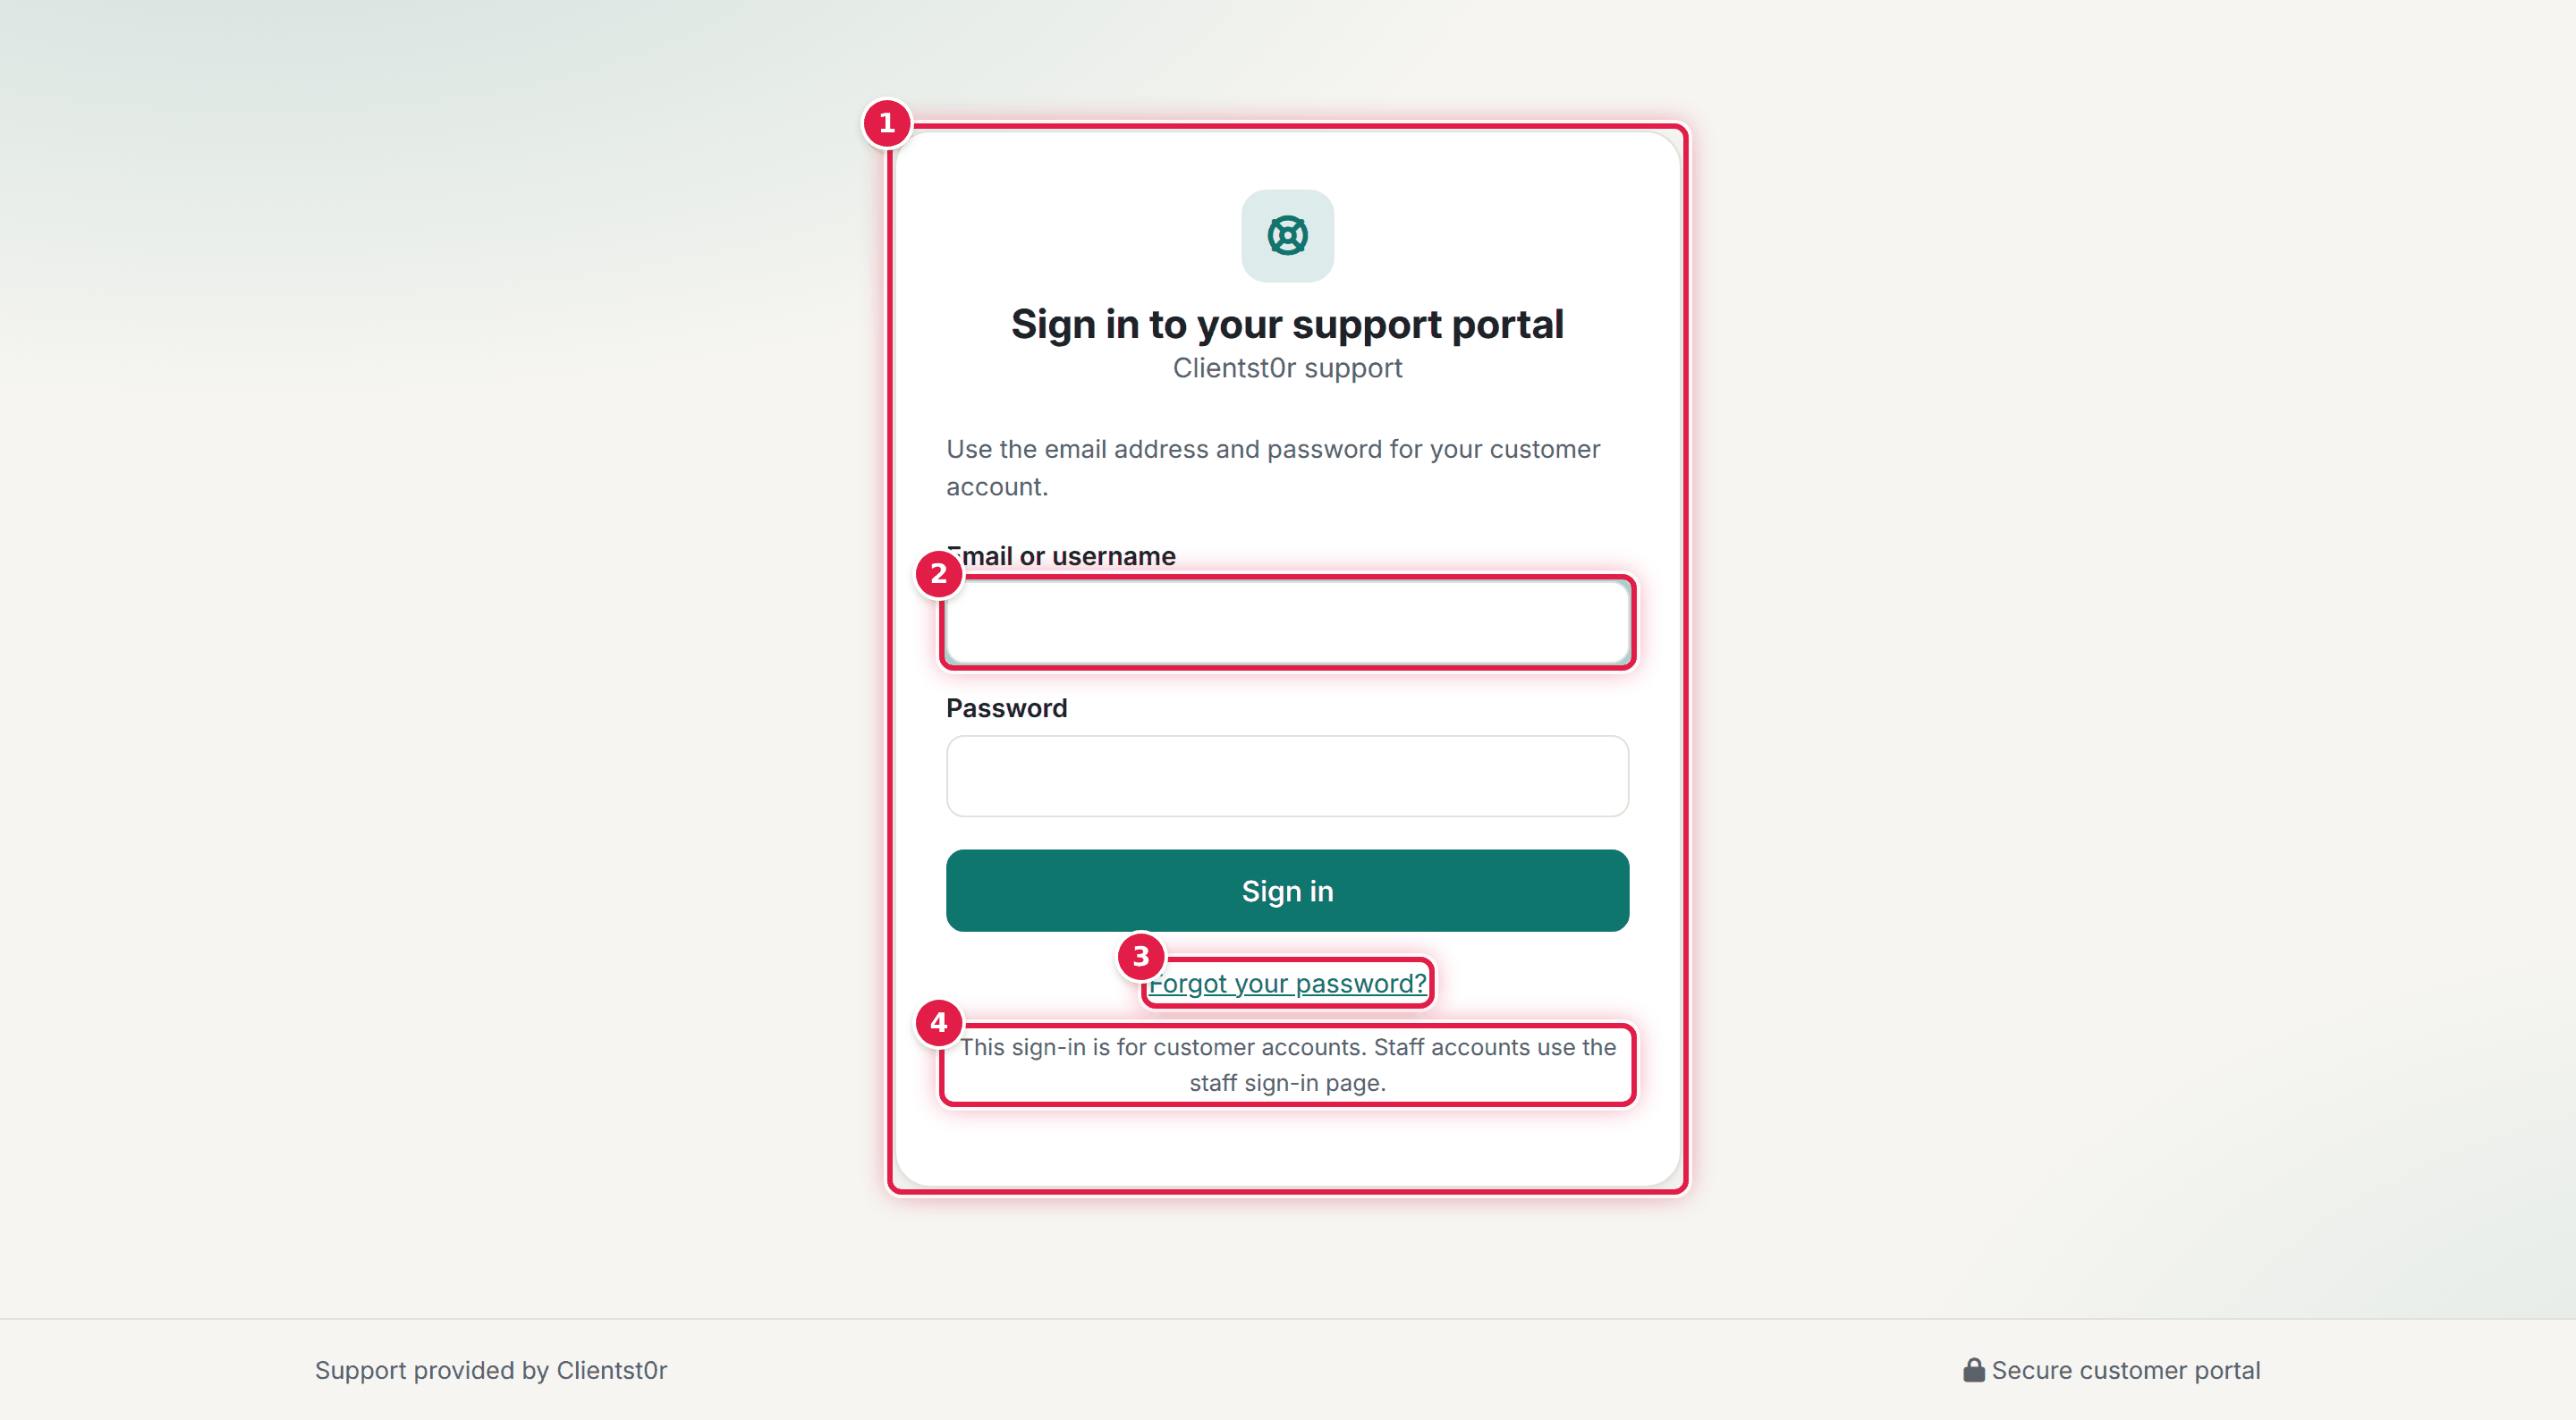 1
Sign in to your support portal
Clientst0r support
Use the email address and password for your customer
account.
Email or username
2
Password
Sign in
3
Forgot your password?
4
This sign-in is for customer accounts. Staff accounts use the
staff sign-in page.
Support provided by Clientst0r
Secure customer portal